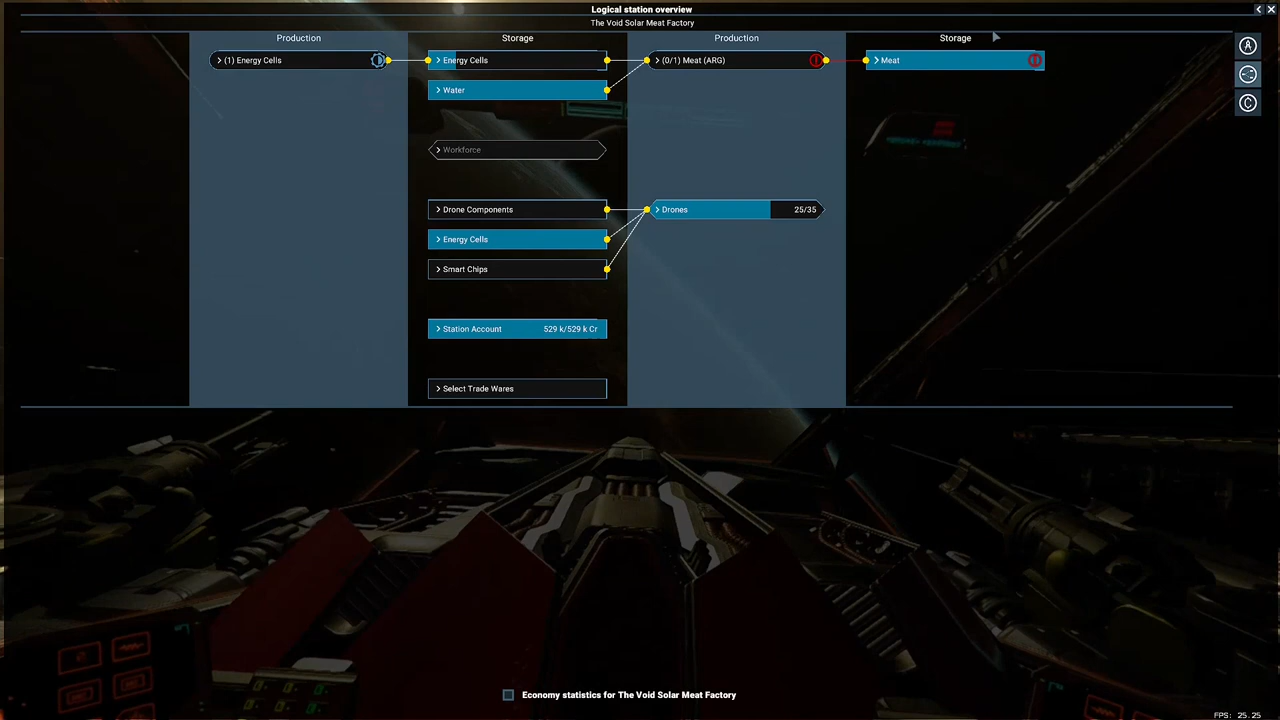 Logical station overview
The Void Solar Meat Factory
Production
Storage
Production
Storage
(1) Energy Cells
Energy Cells
(0/1) Meat (ARG)
Meat
Water
Workforce
Drone Components
Drones 25/35
Energy Cells
Smart Chips
Station Account 529 k/529 k Cr
Select Trade Wares
Economy statistics for The Void Solar Meat Factory
FPS: 25.25